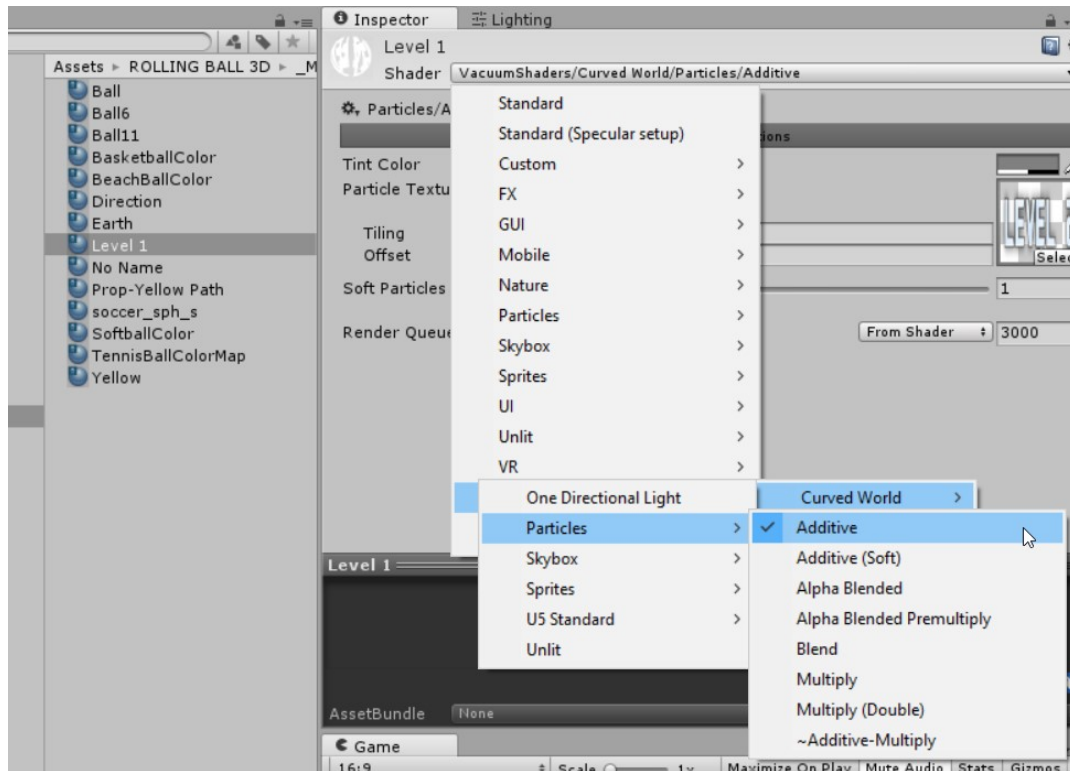 Inspector
Lighting
Assets ▸ ROLLING BALL 3D ▸ _M
Ball
Ball6
Ball11
BasketballColor
BeachBallColor
Direction
Earth
Level 1
No Name
Prop-Yellow Path
soccer_sph_s
SoftballColor
TennisBallColorMap
Yellow
Level 1
Shader
VacuumShaders/Curved World/Particles/Additive
Particles/A
ions
Tint Color
Particle Textu
LEVEL
Selec
Tiling
Offset
Soft Particles
1
Render Queue
From Shader
3000
Standard
Standard (Specular setup)
Custom
FX
GUI
Mobile
Nature
Particles
Skybox
Sprites
UI
Unlit
VR
Curved World
One Directional Light
Particles
Skybox
Sprites
U5 Standard
Unlit
Additive
Additive (Soft)
Alpha Blended
Alpha Blended Premultiply
Blend
Multiply
Multiply (Double)
~Additive-Multiply
Level 1
AssetBundle
None
Game
16:9
Scale
1x
Maximize On Play
Mute Audio
Stats
Gizmos